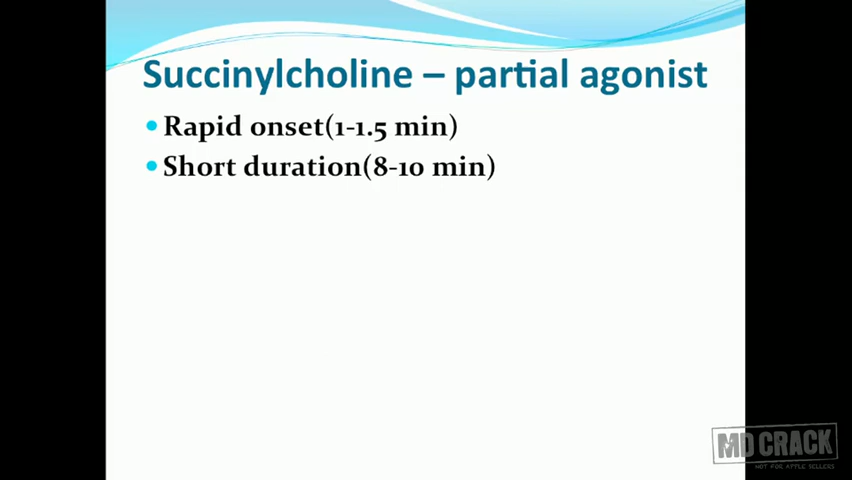 Succinylcholine – partial agonist
• Rapid onset(1-1.5 min)
• Short duration(8-10 min)
MD CRACK
NOT FOR APPLE SELLERS